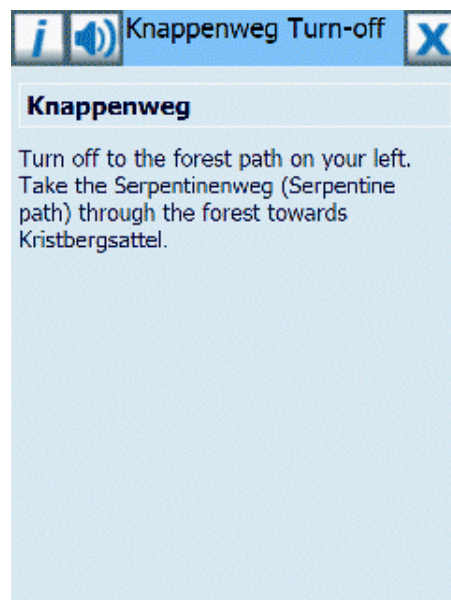 i
Knappenweg Turn-off
X
Knappenweg
Turn off to the forest path on your left.
Take the Serpentinenweg (Serpentine
path) through the forest towards
Kristbergsattel.